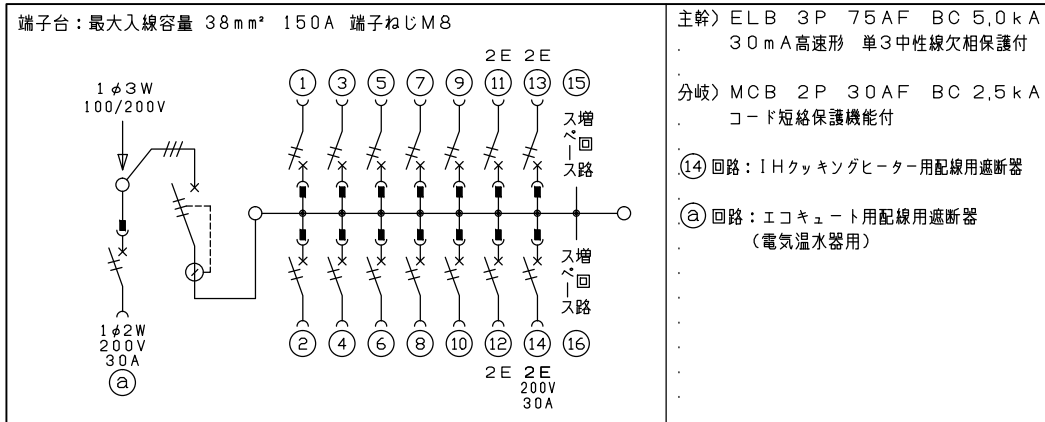 端子台：最大入線容量 38mm² 150A 端子ねじM8
2E 2E
① ③ ⑤ ⑦ ⑨ ⑪ ⑬ ⑮
1φ3W
100/200V
増回路
スペース
増回路
スペース
② ④ ⑥ ⑧ ⑩ ⑫ ⑭ ⑯
2E 2E
200V
30A
1φ2W
200V
30A
ⓐ
主幹）ELB 3P 75AF BC 5,0kA
30mA高速形 単3中性線欠相保護付
分岐）MCB 2P 30AF BC 2,5kA
コード短絡保護機能付
⑭回路：IHクッキングヒーター用配線用遮断器
ⓐ回路：エコキュート用配線用遮断器
（電気温水器用）